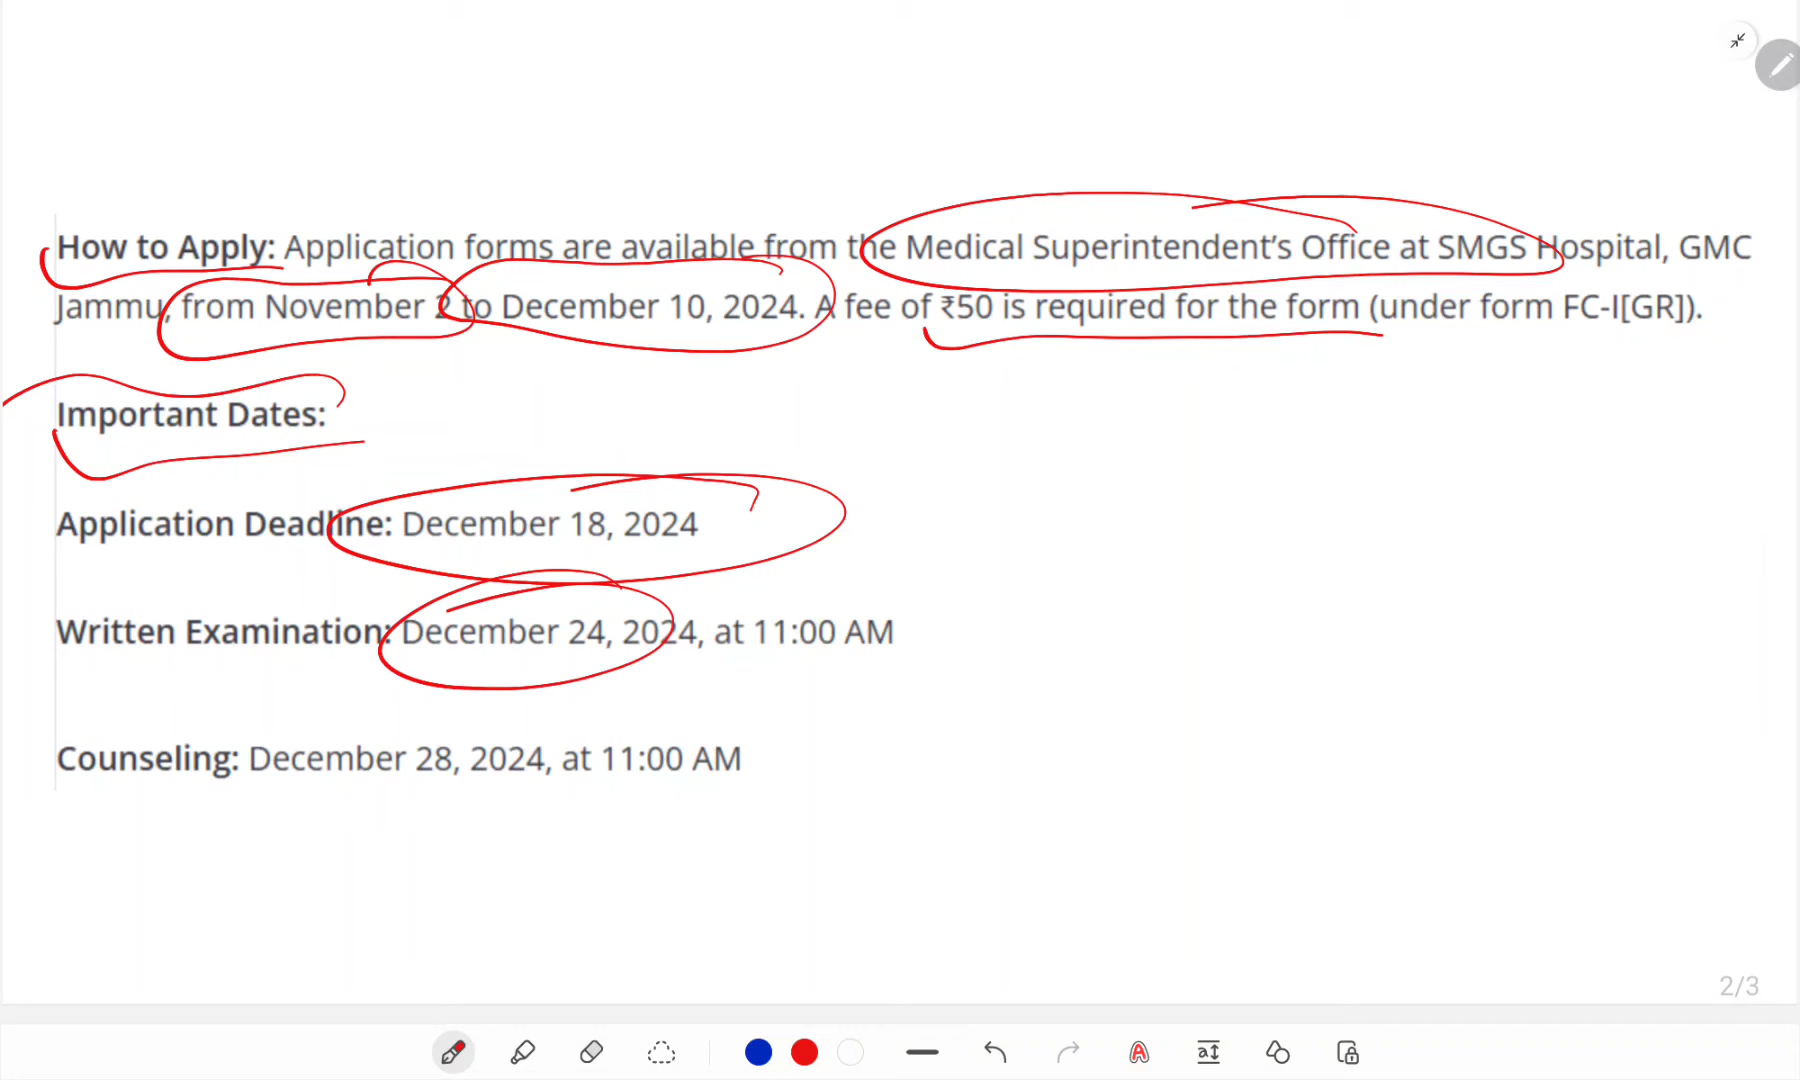 How to Apply: Application forms are available from the Medical Superintendent’s Office at SMGS Hospital, GMC
Jammu, from November 2 to December 10, 2024. A fee of ₹50 is required for the form (under form FC-I[GR]).
Important Dates:
Application Deadline: December 18, 2024
Written Examination: December 24, 2024, at 11:00 AM
Counseling: December 28, 2024, at 11:00 AM
2/3
A
a